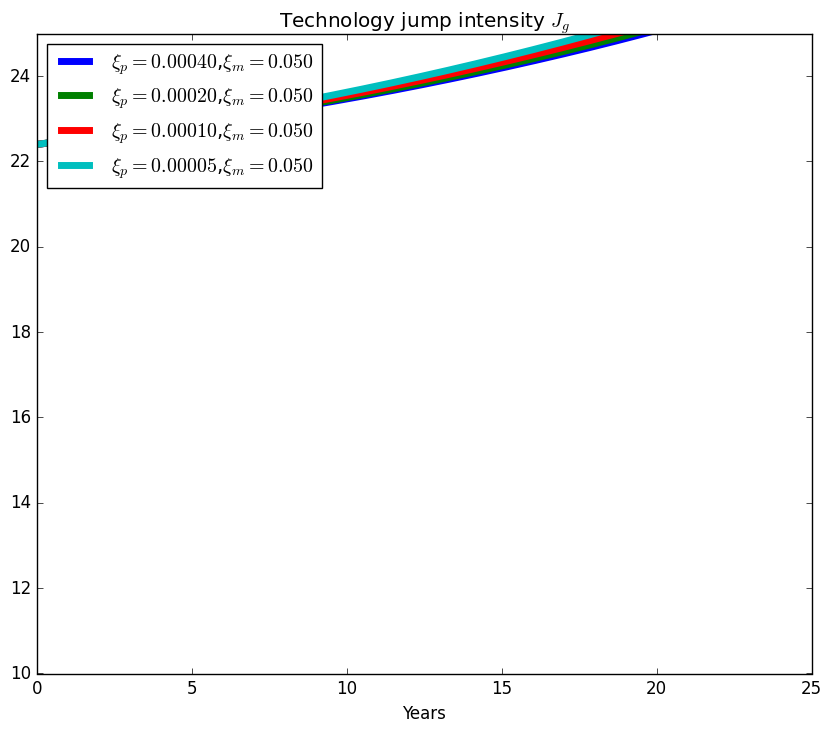 Technology jump intensity J_g
24
22
20
18
16
14
12
10
ξ_p = 0.00040,ξ_m = 0.050
ξ_p = 0.00020,ξ_m = 0.050
ξ_p = 0.00010,ξ_m = 0.050
ξ_p = 0.00005,ξ_m = 0.050
0 5 10 15 20 25
Years